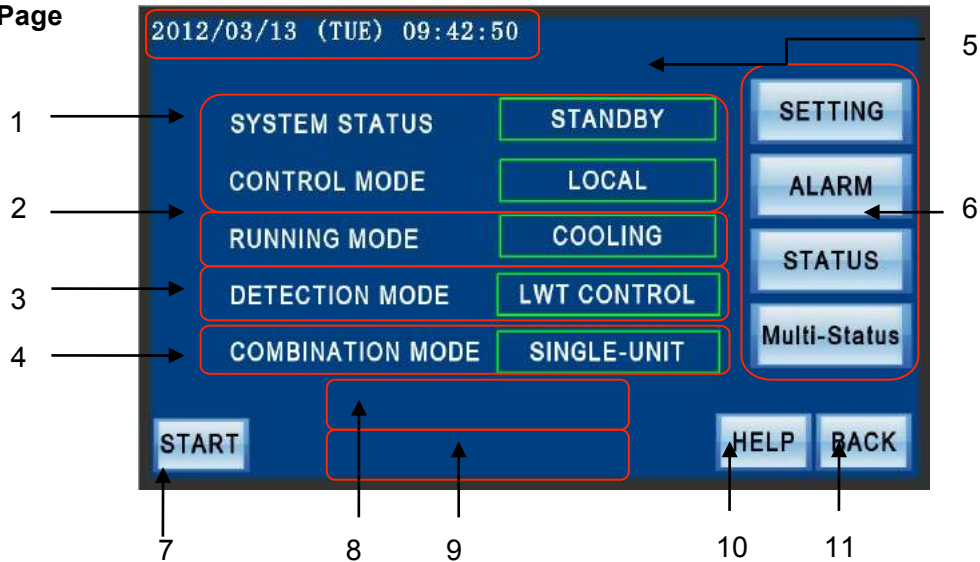 Page
2012/03/13 (TUE) 09:42:50
5
1 SYSTEM STATUS STANDBY SETTING
CONTROL MODE LOCAL ALARM
2 6
RUNNING MODE COOLING STATUS
3 DETECTION MODE LWT CONTROL
4 COMBINATION MODE SINGLE-UNIT Multi-Status
START HELP BACK
7 8 9 10 11